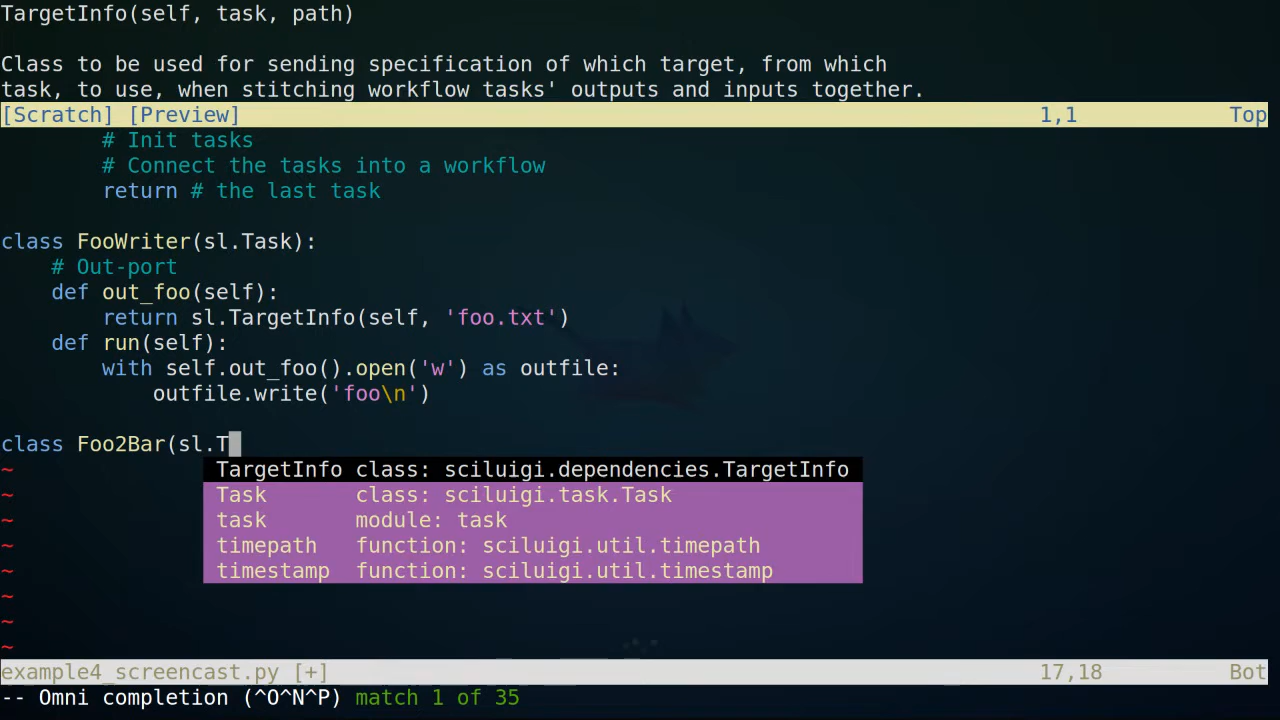 TargetInfo(self, task, path)
Class to be used for sending specification of which target, from which
task, to use, when stitching workflow tasks' outputs and inputs together.
[Scratch] [Preview] 1,1 Top
# Init tasks
# Connect the tasks into a workflow
return # the last task
class FooWriter(sl.Task):
# Out-port
def out_foo(self):
return sl.TargetInfo(self, 'foo.txt')
def run(self):
with self.out_foo().open('w') as outfile:
outfile.write('foo\n')
class Foo2Bar(sl.T
~ TargetInfo class: sciluigi.dependencies.TargetInfo
~ Task class: sciluigi.task.Task
~ task module: task
~ timepath function: sciluigi.util.timepath
~ timestamp function: sciluigi.util.timestamp
~
~
~
example4_screencast.py [+] 17,18 Bot
-- Omni completion (^O^N^P) match 1 of 35